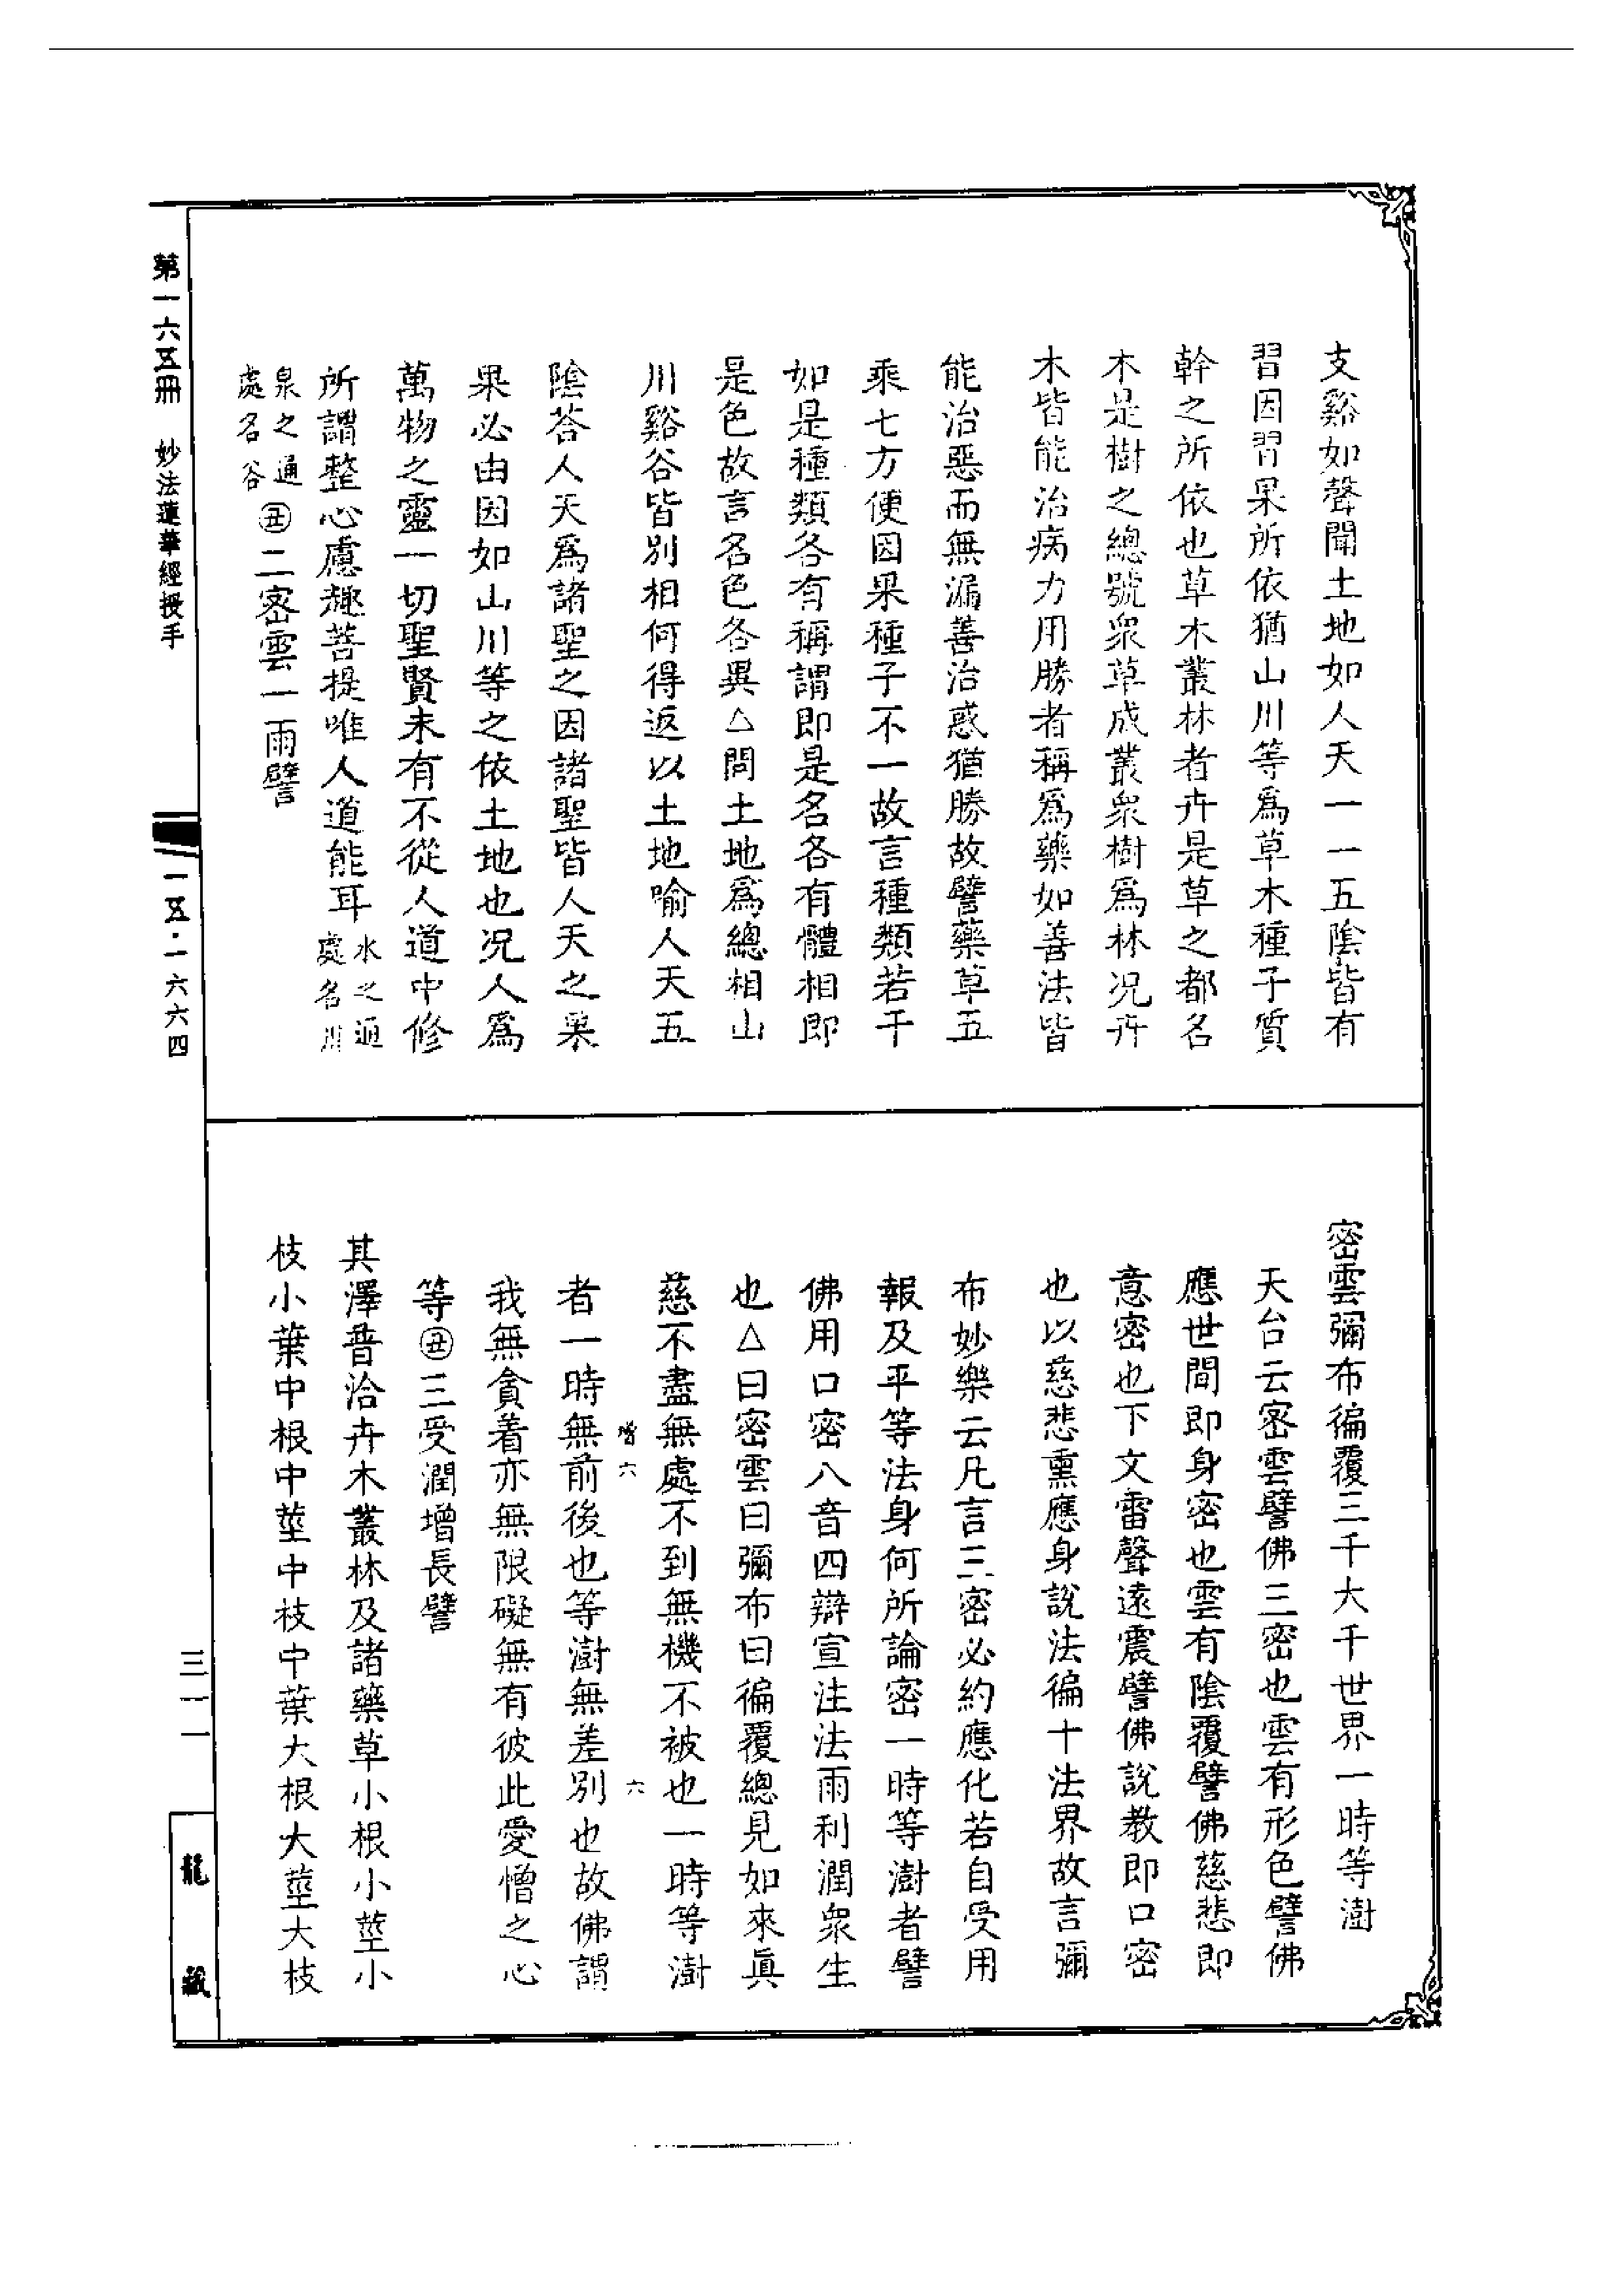 支谿如聲聞土地如人天一一五陰皆有
習因習果所依猶山川等爲草木種子質
幹之所依也草木叢林者卉是草之都名
木是樹之總號衆草成叢衆樹爲林况卉
木皆能治病力用勝者稱爲藥如善法皆
能治惡而無漏善治惑猶勝故譬藥草五
乘七方便因果種子不一故言種類若干
如是種類各有稱謂即是名各有體相即
是色故言名色各異△問土地爲總相山
川谿谷皆別相何得返以土地喻人天五
陰荅人天爲諸聖之因諸聖皆人天之果
果必由因如山川等之依土地也况人爲
萬物之靈一切聖賢未有不從人道中修
所謂整心慮趣菩提唯人道能耳水之通
處名川
泉之通
處名谷㊄二密雲一雨譬
密雲彌布徧覆三千大千世界一時等澍
天台云密雲譬佛三密也雲有形色譬佛
應世間即身密也雲有陰覆譬佛慈悲即
意密也下文雷聲遠震譬佛說教即口密
也以慈悲熏應身說法徧十法界故言彌
布妙樂云凡言三密必約應化若自受用
報及平等法身何所論密一時等澍者譬
佛用口密八音四辯宣注法雨利潤衆生
也△曰密雲曰彌布曰徧覆總見如來眞
慈不盡無處不到無機不被也一時等澍
增六
六
者一時無前後也等澍無差別也故佛謂
我無貪着亦無限礙無有彼此愛憎之心
等㊄三受潤增長譬
其澤普洽卉木叢林及諸藥草小根小莖小
枝小葉中根中莖中枝中葉大根大莖大枝
第一六五冊 妙法蓮華經授手
一五·一六六四
三一一
龍藏